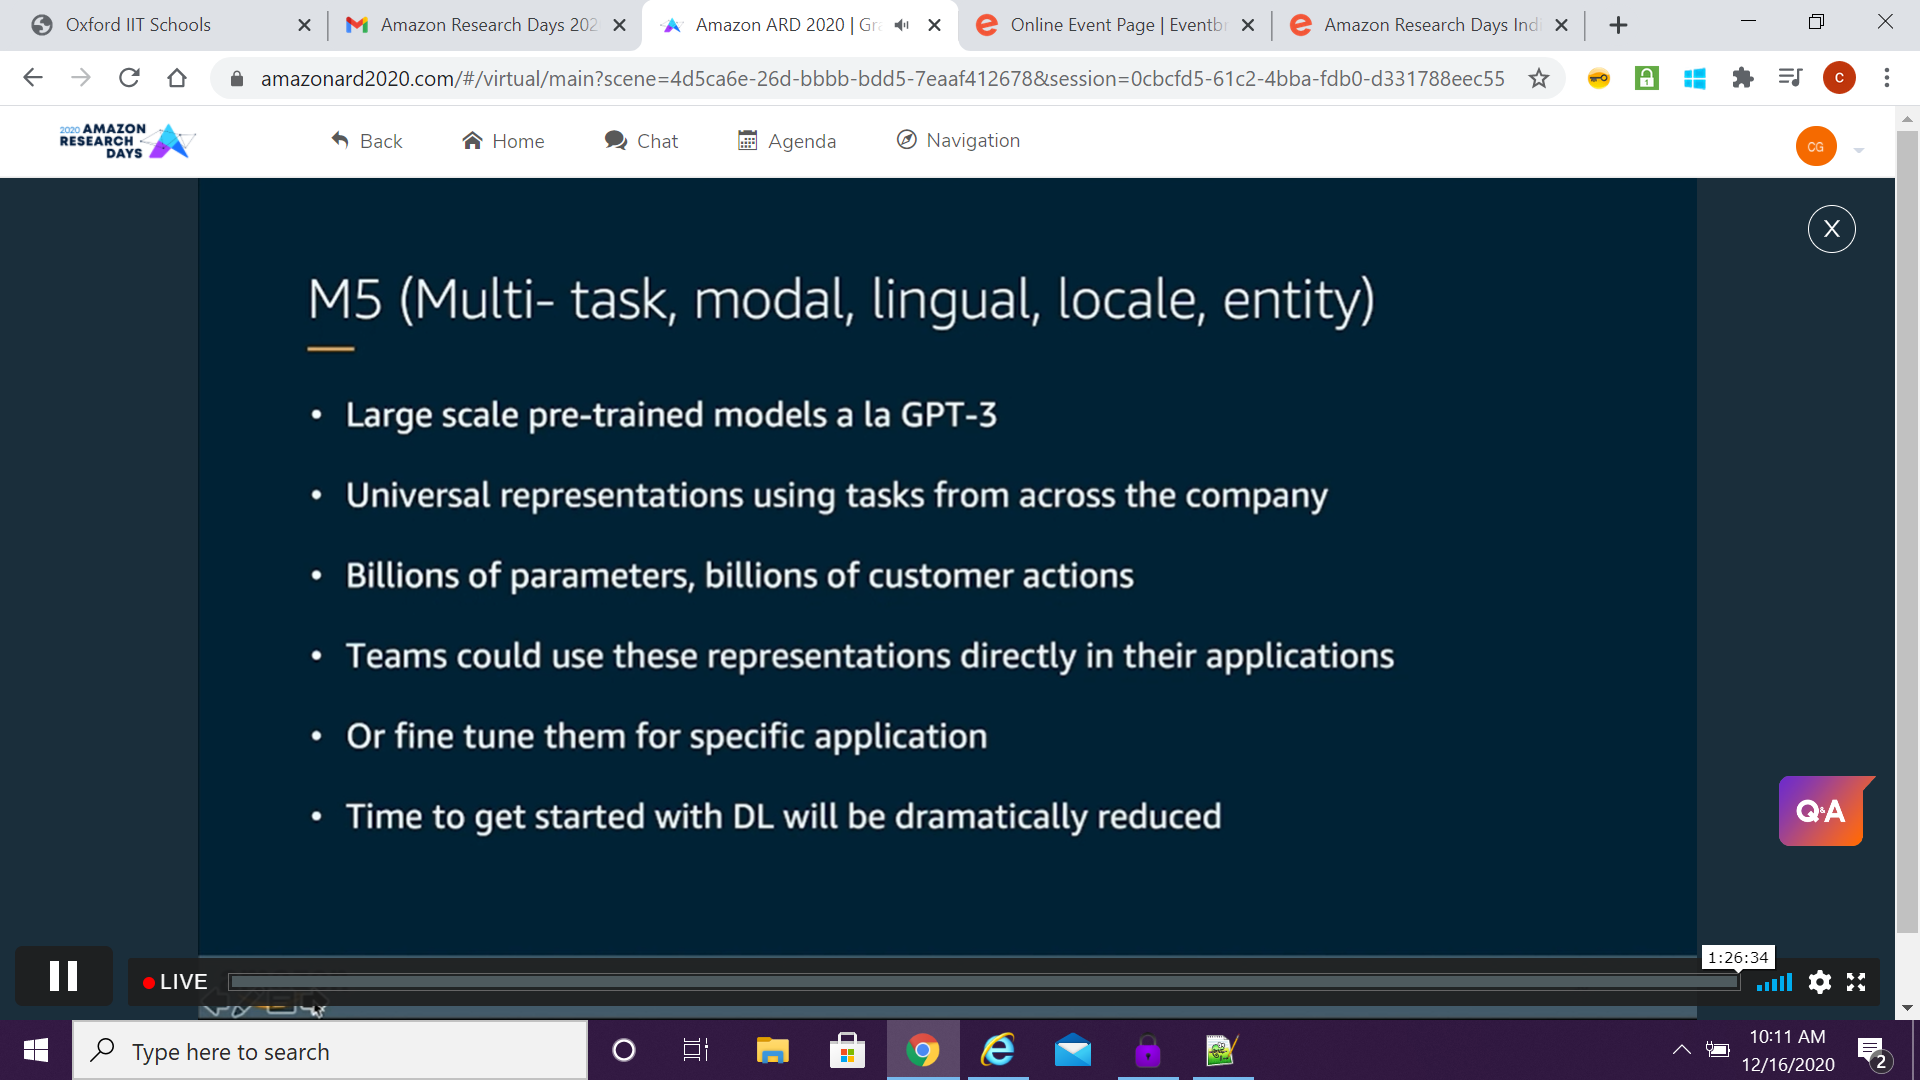 Oxford IIT Schools
Amazon Research Days 202
Amazon ARD 2020 | Gra
Online Event Page | Eventbr
Amazon Research Days Indi
amazonard2020.com/#/virtual/main?scene=4d5ca6e-26d-bbbb-bdd5-7eaaf412678&session=0cbcfd5-61c2-4bba-fdb0-d331788eec55
C
2020 AMAZON
RESEARCH
DAYS
Back
Home
Chat
Agenda
Navigation
CG
X
M5 (Multi- task, modal, lingual, locale, entity)
• Large scale pre-trained models a la GPT-3
• Universal representations using tasks from across the company
• Billions of parameters, billions of customer actions
• Teams could use these representations directly in their applications
• Or fine tune them for specific application
• Time to get started with DL will be dramatically reduced
Q&A
1:26:34
LIVE
Type here to search
10:11 AM
12/16/2020
2